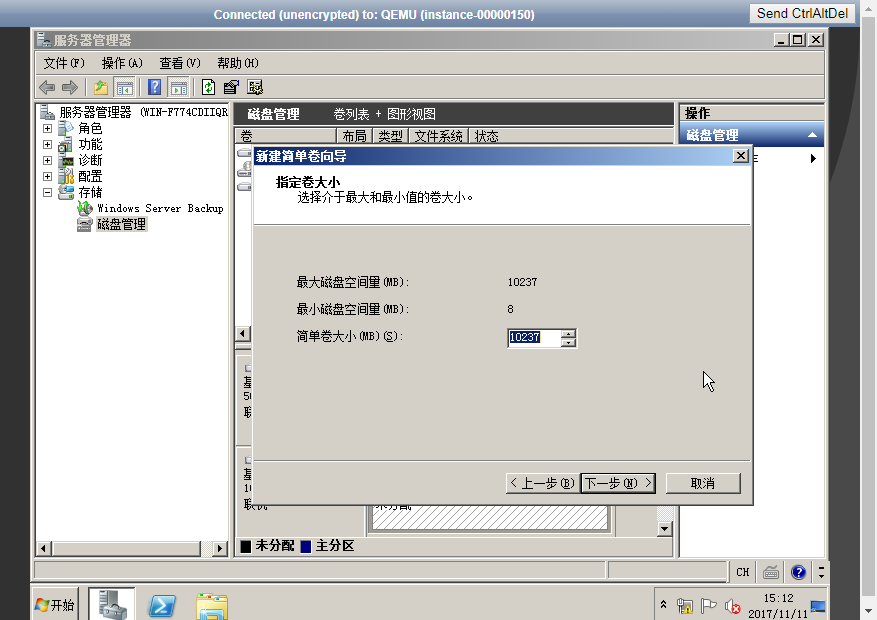 Connected (unencrypted) to: QEMU (instance-00000150)
Send CtrlAltDel
服务器管理器
文件(F) 操作(A) 查看(V) 帮助(H)
服务器管理器 (WIN-F774CDIIQR
角色
功能
诊断
配置
存储
Windows Server Backup
磁盘管理
磁盘管理 卷列表 + 图形视图
卷 布局 类型 文件系统 状态
操作
磁盘管理
新建简单卷向导
指定卷大小
选择介于最大和最小值的卷大小。
最大磁盘空间量(MB): 10237
最小磁盘空间量(MB): 8
简单卷大小(MB)(S): 10237
<上一步(B) 下一步(N)> 取消
基
50
联
基
10
联机
未分配
未分配 主分区
CH
开始
15:12
2017/11/11